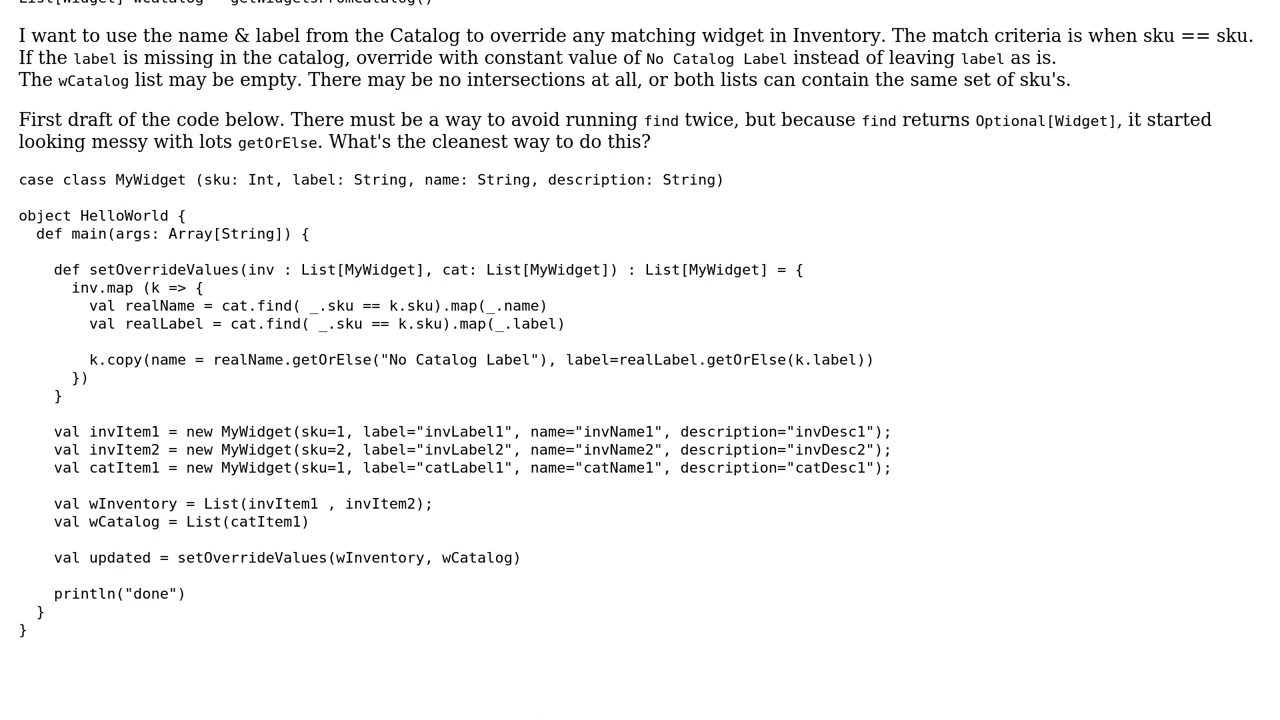 List[Widget] wCatalog = getWidgetsFromCatalog()
I want to use the name & label from the Catalog to override any matching widget in Inventory. The match criteria is when sku == sku.
If the label is missing in the catalog, override with constant value of No Catalog Label instead of leaving label as is.
The wCatalog list may be empty. There may be no intersections at all, or both lists can contain the same set of sku's.
First draft of the code below. There must be a way to avoid running find twice, but because find returns Optional[Widget], it started
looking messy with lots getOrElse. What's the cleanest way to do this?
case class MyWidget (sku: Int, label: String, name: String, description: String)
object HelloWorld {
def main(args: Array[String]) {
def setOverrideValues(inv : List[MyWidget], cat: List[MyWidget]) : List[MyWidget] = {
inv.map (k => {
val realName = cat.find( _.sku == k.sku).map(_.name)
val realLabel = cat.find( _.sku == k.sku).map(_.label)
k.copy(name = realName.getOrElse("No Catalog Label"), label=realLabel.getOrElse(k.label))
})
}
val invItem1 = new MyWidget(sku=1, label="invLabel1", name="invName1", description="invDesc1");
val invItem2 = new MyWidget(sku=2, label="invLabel2", name="invName2", description="invDesc2");
val catItem1 = new MyWidget(sku=1, label="catLabel1", name="catName1", description="catDesc1");
val wInventory = List(invItem1 , invItem2);
val wCatalog = List(catItem1)
val updated = setOverrideValues(wInventory, wCatalog)
println("done")
}
}